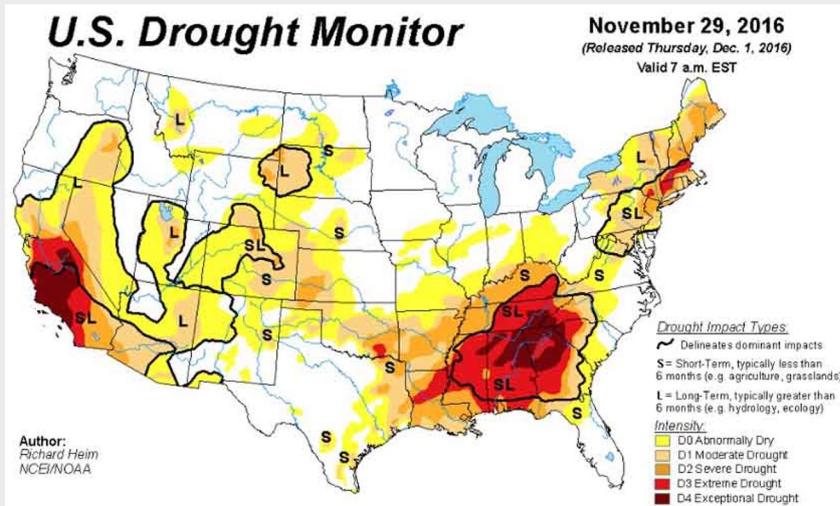 U.S. Drought Monitor
November 29, 2016
(Released Thursday, Dec. 1, 2016)
Valid 7 a.m. EST
L
S
L
L
L
S
SL
SL
L
S
S
S
SL
S
SL
L
S
S
SL
S
S
S
Drought Impact Types:
Delineates dominant impacts
S = Short-Term, typically less than
6 months (e.g. agriculture, grasslands)
L = Long-Term, typically greater than
6 months (e.g. hydrology, ecology)
Intensity:
D0 Abnormally Dry
D1 Moderate Drought
D2 Severe Drought
D3 Extreme Drought
D4 Exceptional Drought
Author:
Richard Heim
NCEI/NOAA